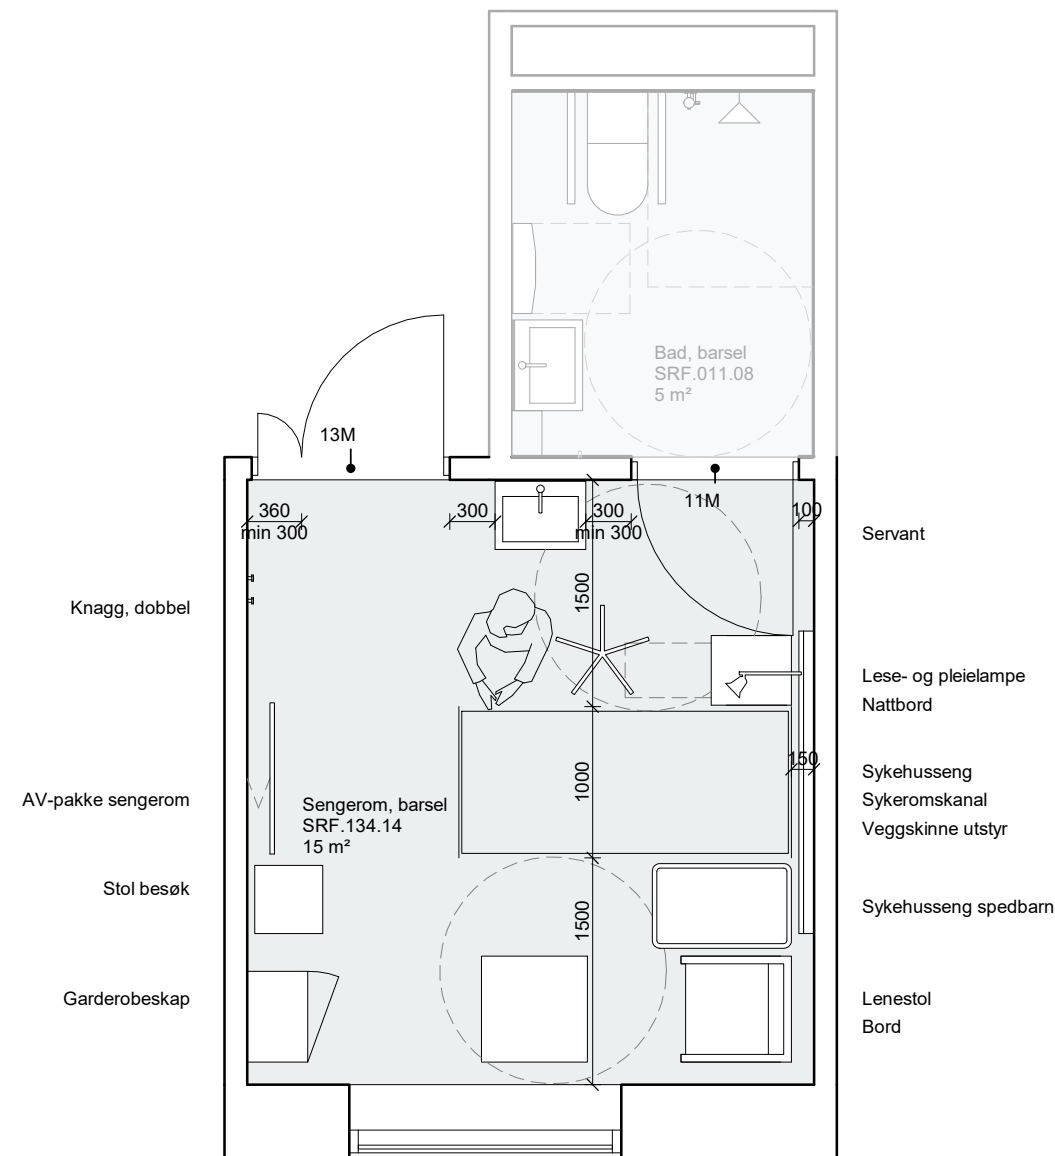 Bad, barsel
SRF.011.08
5 m²
13M
11M
360
min 300
300
300
min 300
100
Servant
1500
Knagg, dobbel
Lese- og pleielampe
Nattbord
150
1000
Sykehusseng
Sykeromskanal
Veggskinne utstyr
AV-pakke sengerom
Sengerom, barsel
SRF.134.14
15 m²
Stol besøk
1500
Sykehusseng spedbarn
Garderobeskap
Lenestol
Bord